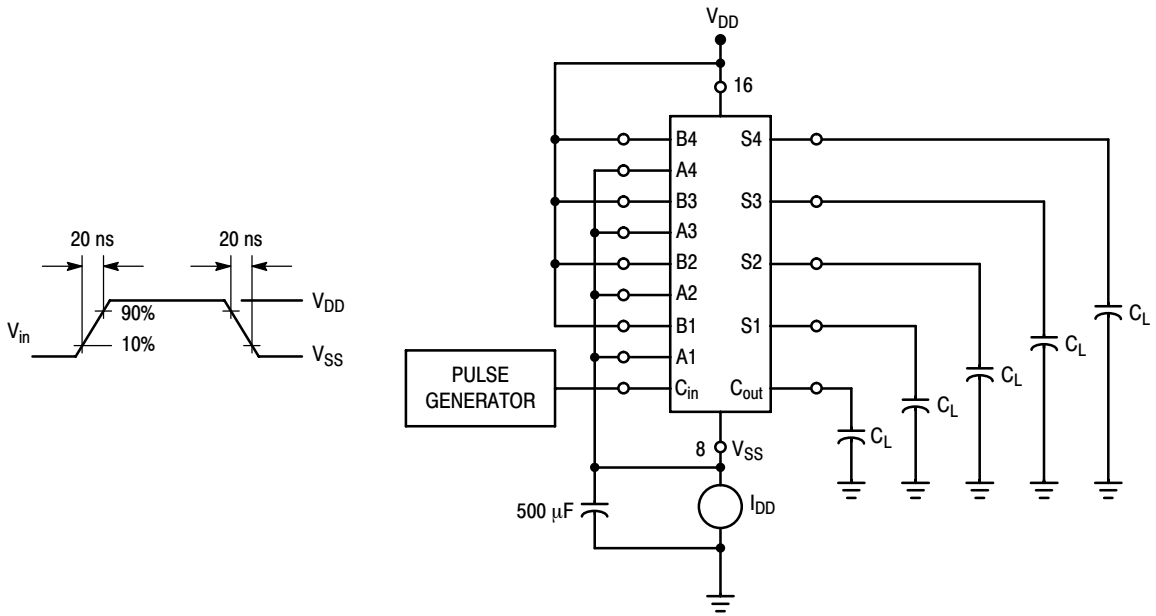 V_DD
16
B4 S4
A4
B3 S3
A3
B2 S2
A2
B1 S1
A1
C_in C_out
PULSE
GENERATOR
8 V_SS
500 μF
I_DD
C_L
C_L
C_L
C_L
C_L
20 ns 20 ns
V_in
90%
10%
V_DD
V_SS